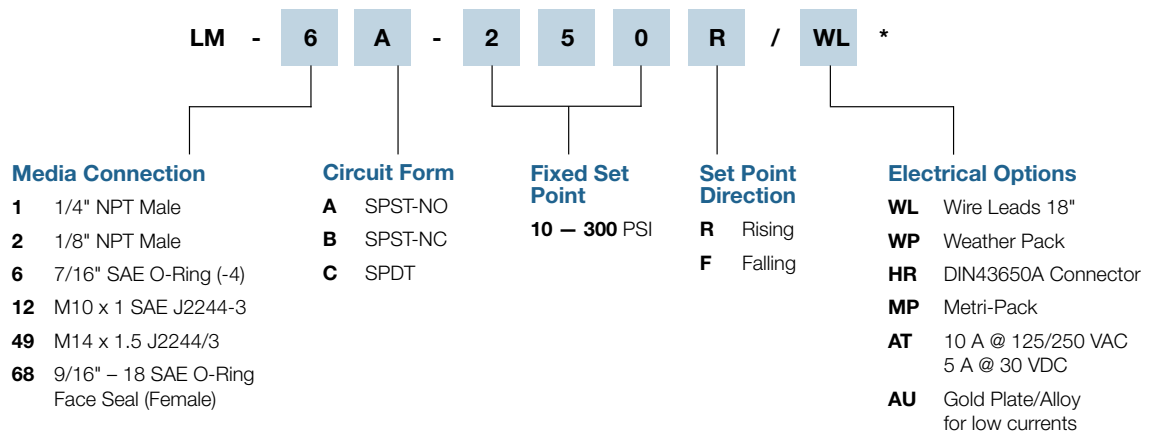 LM - 6 A - 2 5 0 R / WL *
Media Connection
1 1/4" NPT Male
2 1/8" NPT Male
6 7/16" SAE O-Ring (-4)
12 M10 x 1 SAE J2244-3
49 M14 x 1.5 J2244/3
68 9/16" – 18 SAE O-Ring
Face Seal (Female)
Circuit Form
A SPST-NO
B SPST-NC
C SPDT
Fixed Set
Point
10 — 300 PSI
Set Point
Direction
R Rising
F Falling
Electrical Options
WL Wire Leads 18"
WP Weather Pack
HR DIN43650A Connector
MP Metri-Pack
AT 10 A @ 125/250 VAC
5 A @ 30 VDC
AU Gold Plate/Alloy
for low currents